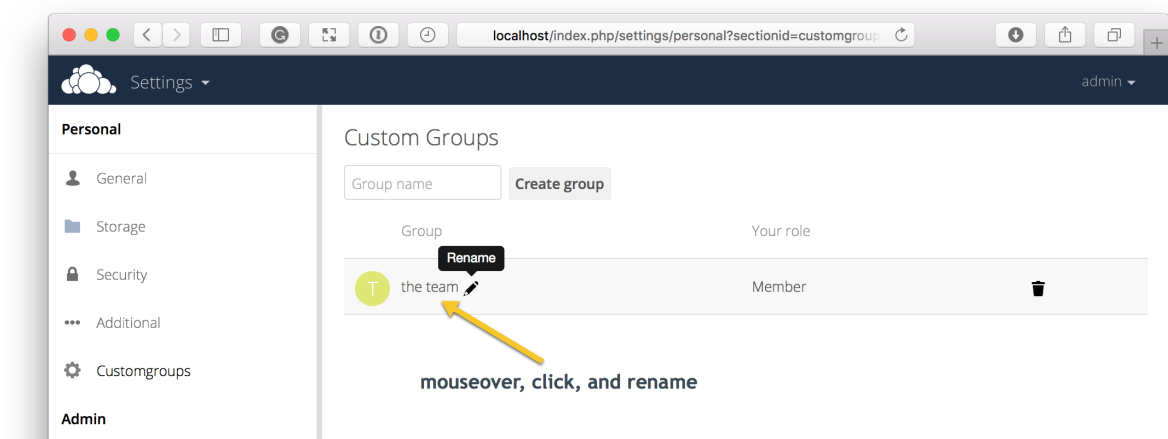 localhost/index.php/settings/personal?sectionid=customgroup
Settings
admin
Personal
General
Storage
Security
Additional
Customgroups
Admin
Custom Groups
Group name
Create group
Group
Your role
Rename
T
the team
Member
mouseover, click, and rename